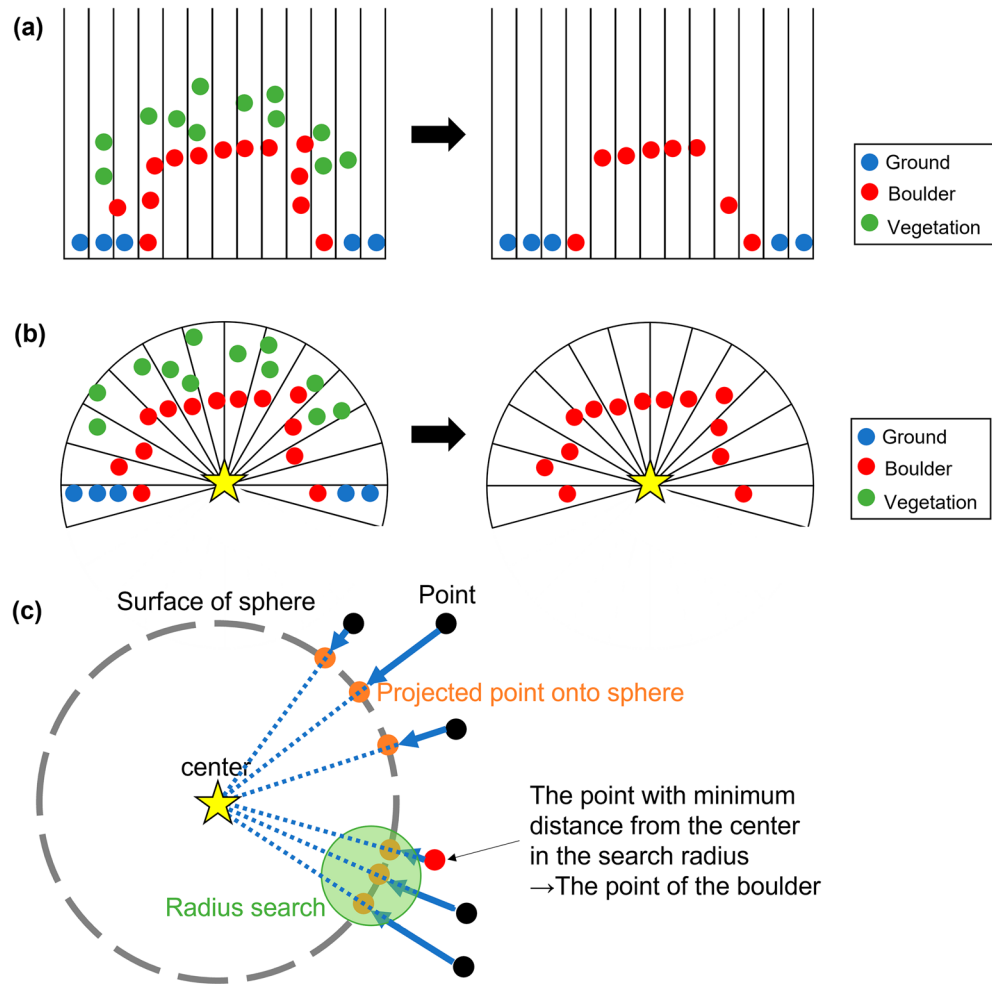 (a)
Ground
Boulder
Vegetation
(b)
Ground
Boulder
Vegetation
(c)
Surface of sphere
Point
Projected point onto sphere
center
The point with minimum
distance from the center
in the search radius
→The point of the boulder
Radius search